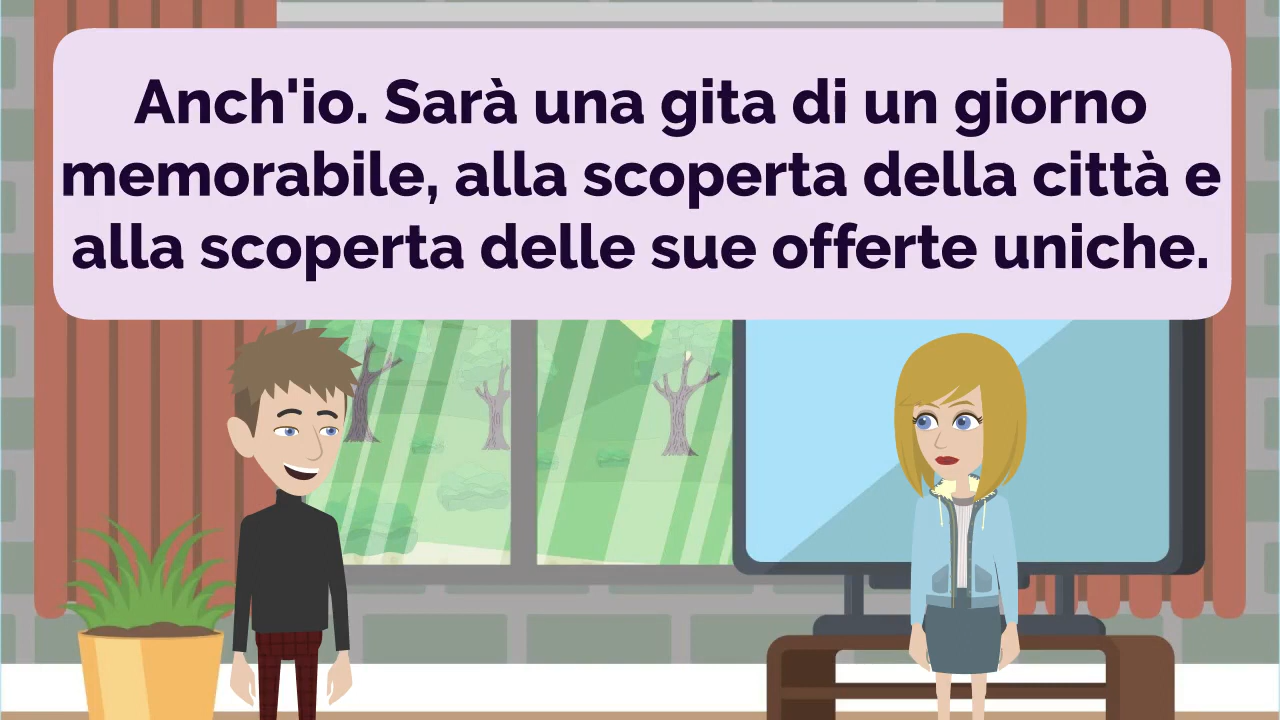 Anch'io. Sarà una gita di un giorno
memorabile, alla scoperta della città e
alla scoperta delle sue offerte uniche.